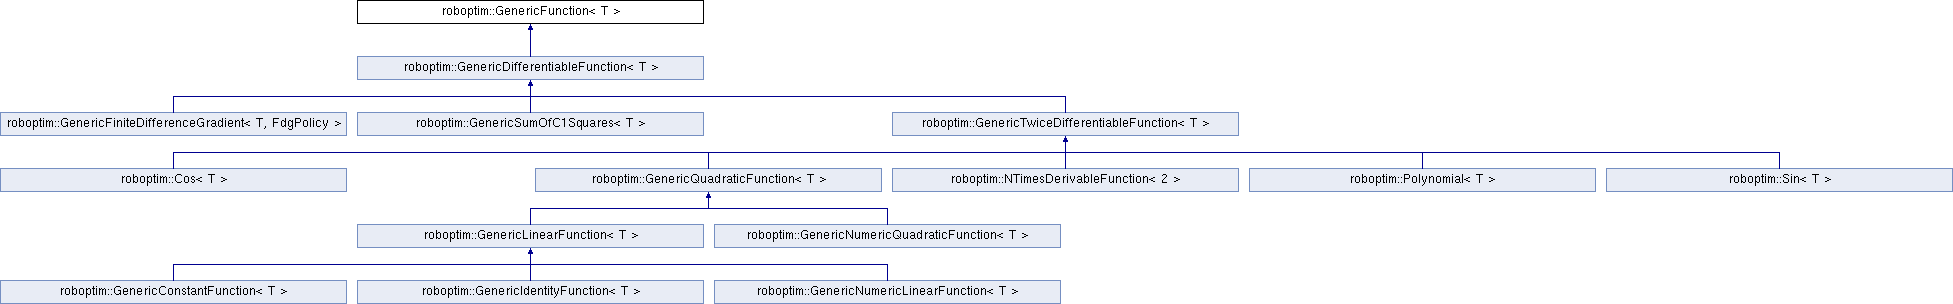 roboptim::GenericFunction< T >
roboptim::GenericDifferentiableFunction< T >
roboptim::GenericFiniteDifferenceGradient< T, FdgPolicy >
roboptim::GenericSumOfC1Squares< T >
roboptim::GenericTwiceDifferentiableFunction< T >
roboptim::Cos< T >
roboptim::GenericQuadraticFunction< T >
roboptim::NTimesDerivableFunction< 2 >
roboptim::Polynomial< T >
roboptim::Sin< T >
roboptim::GenericLinearFunction< T >
roboptim::GenericNumericQuadraticFunction< T >
roboptim::GenericConstantFunction< T >
roboptim::GenericIdentityFunction< T >
roboptim::GenericNumericLinearFunction< T >